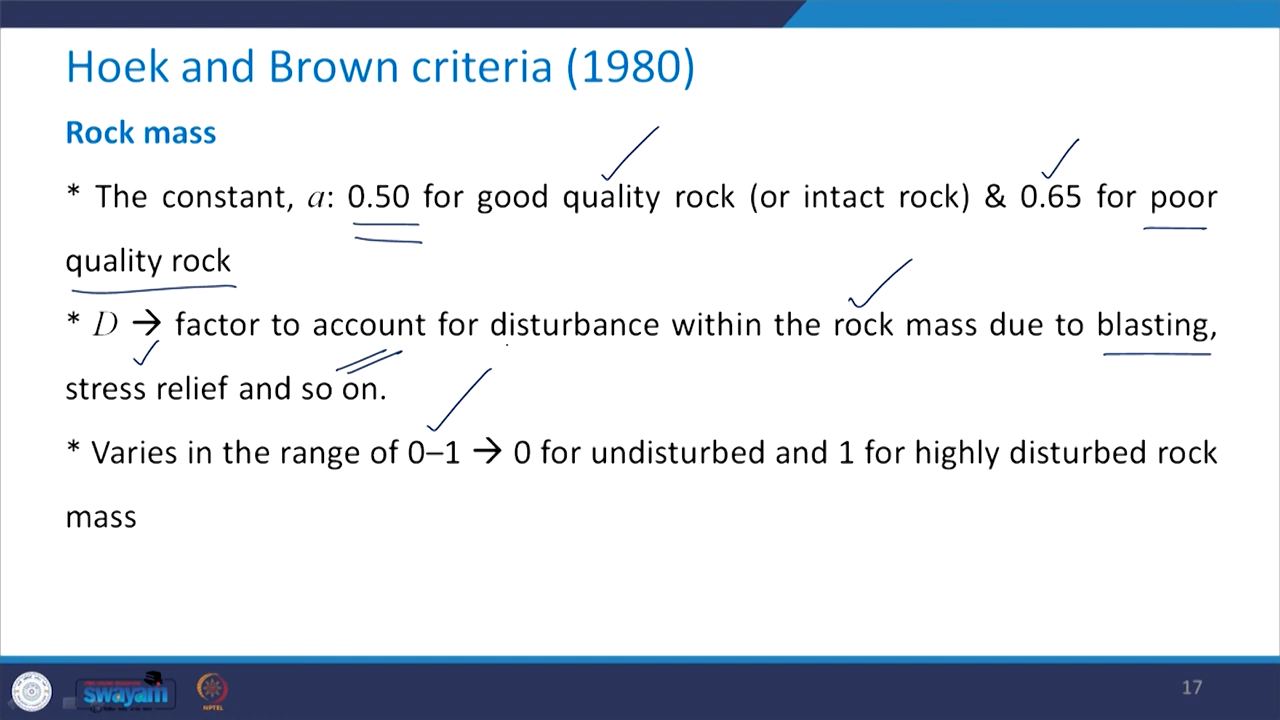 Hoek and Brown criteria (1980)
Rock mass
* The constant, a: 0.50 for good quality rock (or intact rock) & 0.65 for poor
quality rock
* D → factor to account for disturbance within the rock mass due to blasting,
stress relief and so on.
* Varies in the range of 0–1 → 0 for undisturbed and 1 for highly disturbed rock
mass
swayam
NPTEL
17